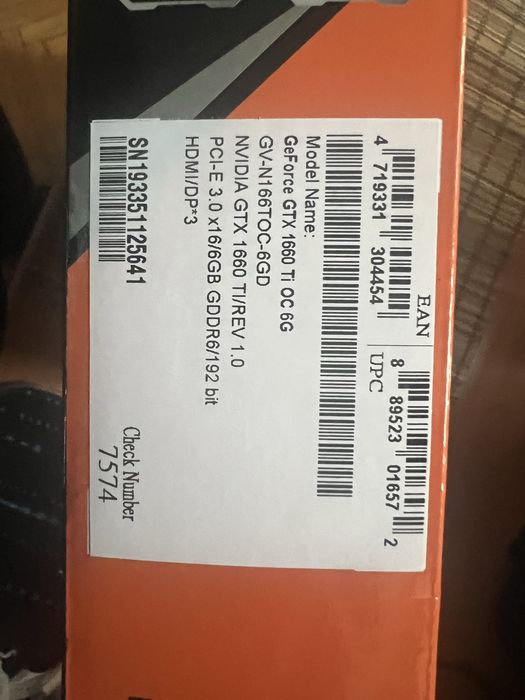 EAN
4 719331 304454
UPC
8 89523 01657 2
Model Name:
GeForce GTX 1660 Ti OC 6G
GV-N166TOC-6GD
NVIDIA GTX 1660 TI/REV 1.0
PCI-E 3.0 x16/6GB GDDR6/192 bit
HDMI/DP*3
SN193351125641
Check Number
7574